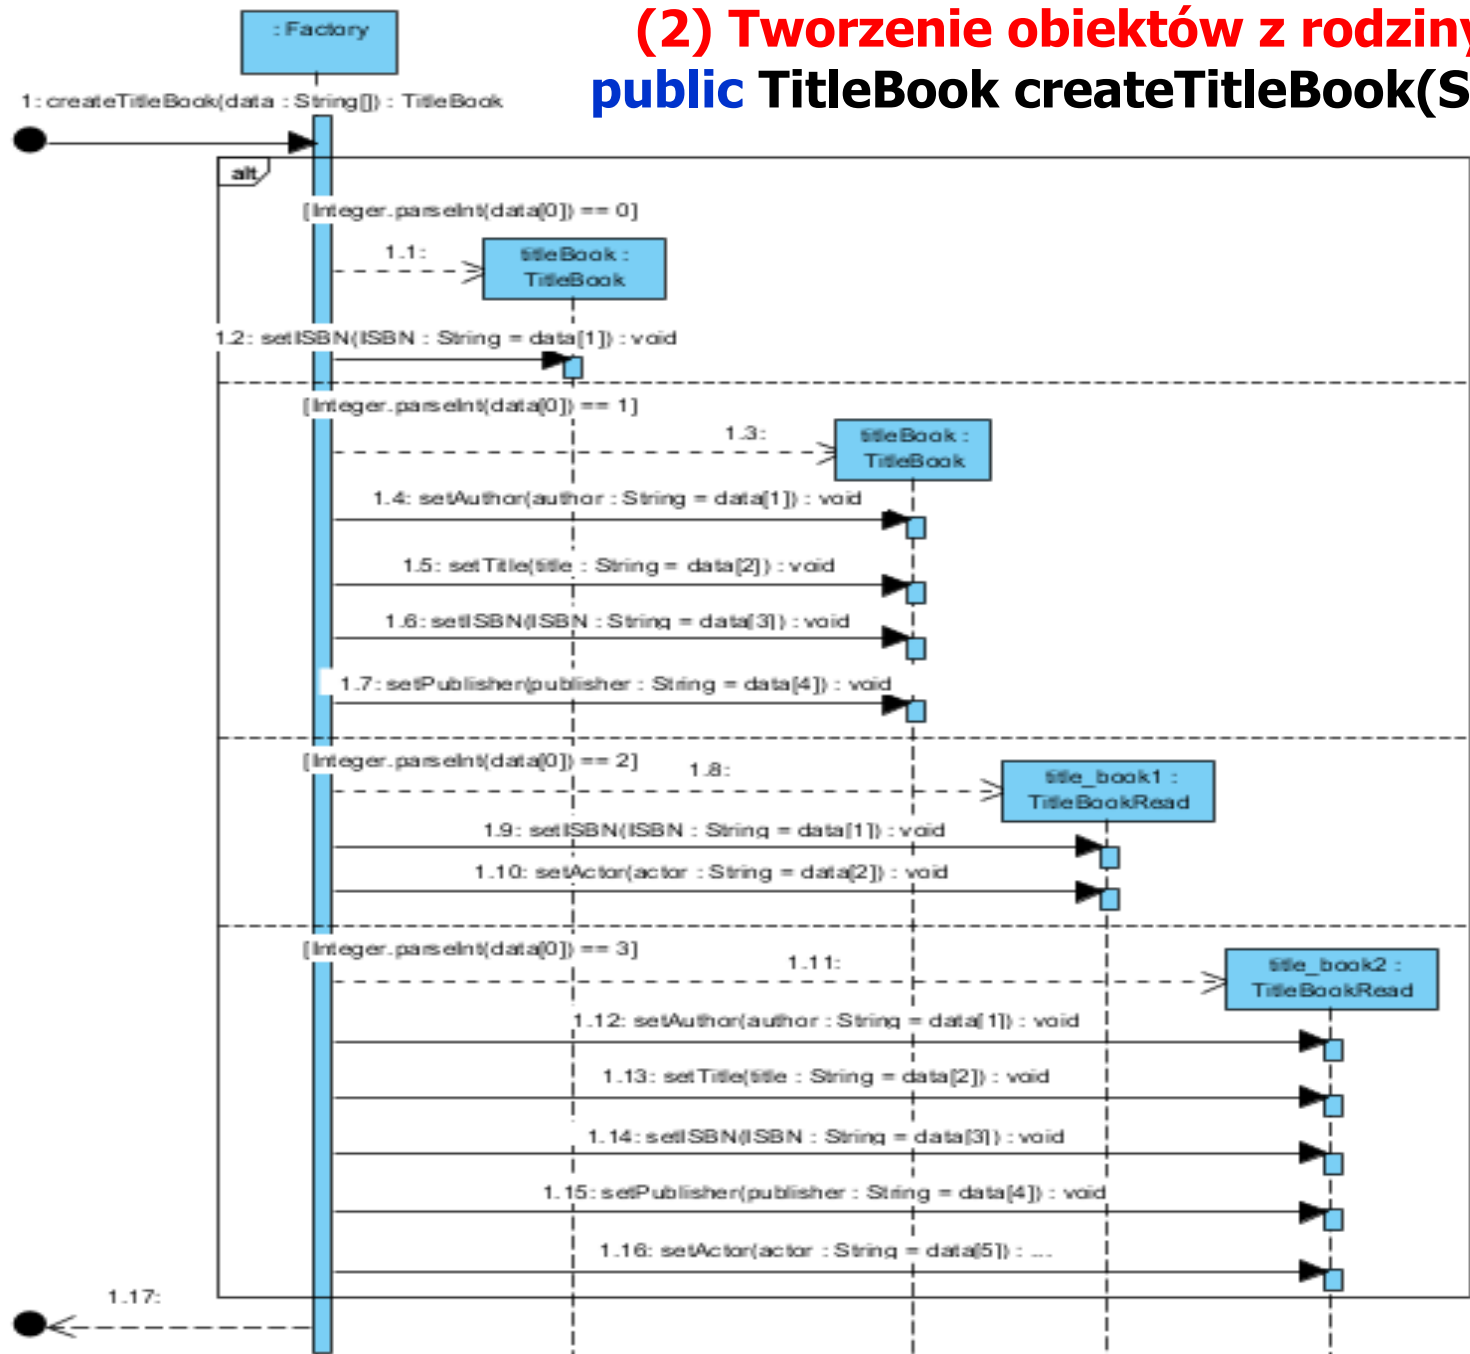 : Factory
(2) Tworzenie obiektów z rodziny
public TitleBook createTitleBook(S
1: createTitleBook(data : String[]) : TitleBook
alt
[Integer.parseInt(data[0]) == 0]
1.1:
titleBook :
TitleBook
1.2: setISBN(ISBN : String = data[1]) : void
[Integer.parseInt(data[0]) == 1]
1.3:
titleBook :
TitleBook
1.4: setAuthor(author : String = data[1]) : void
1.5: setTitle(title : String = data[2]) : void
1.6: setISBN(ISBN : String = data[3]) : void
1.7: setPublisher(publisher : String = data[4]) : void
[Integer.parseInt(data[0]) == 2]
1.8:
title_book1 :
TitleBookRead
1.9: setISBN(ISBN : String = data[1]) : void
1.10: setActor(actor : String = data[2]) : void
[Integer.parseInt(data[0]) == 3]
1.11:
title_book2 :
TitleBookRead
1.12: setAuthor(author : String = data[1]) : void
1.13: setTitle(title : String = data[2]) : void
1.14: setISBN(ISBN : String = data[3]) : void
1.15: setPublisher(publisher : String = data[4]) : void
1.16: setActor(actor : String = data[5]) : ...
1.17: